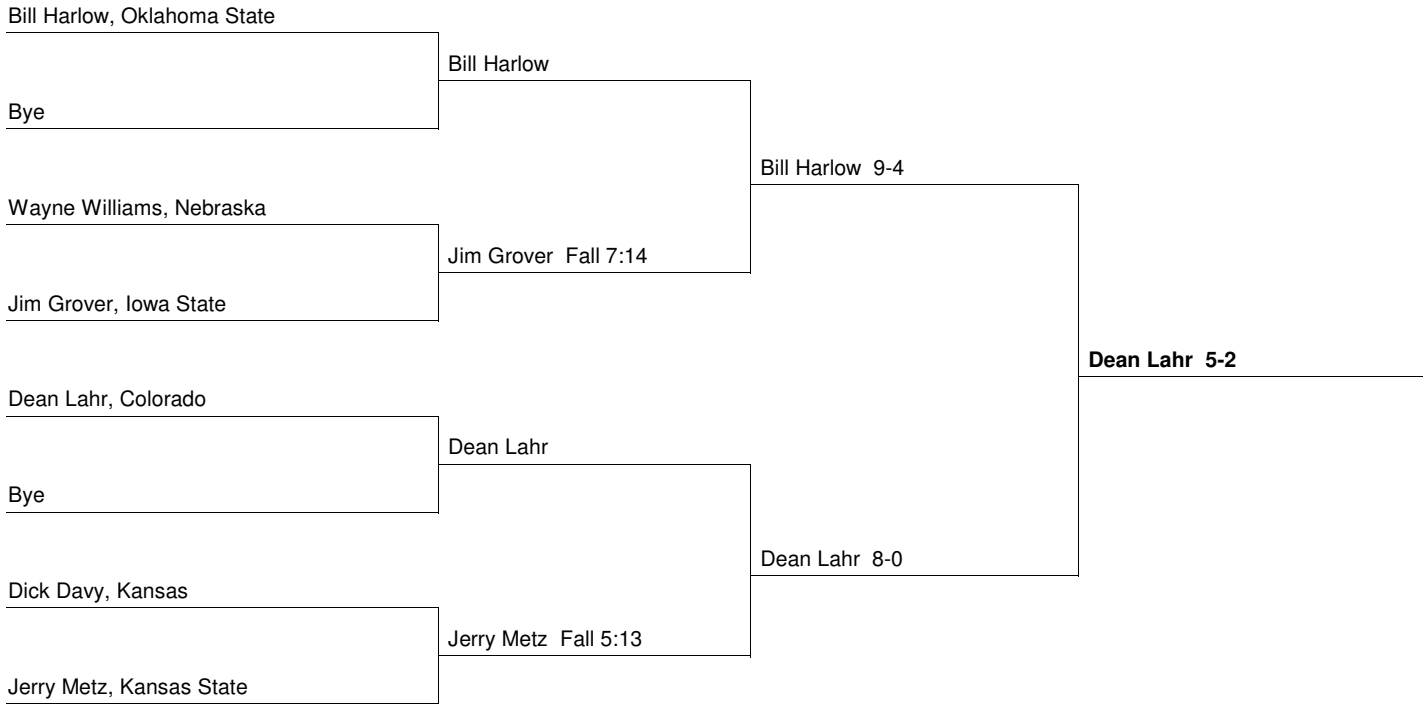 Bill Harlow, Oklahoma State
Bill Harlow
Bye
Bill Harlow 9-4
Wayne Williams, Nebraska
Jim Grover Fall 7:14
Jim Grover, Iowa State
Dean Lahr 5-2
Dean Lahr, Colorado
Dean Lahr
Bye
Dean Lahr 8-0
Dick Davy, Kansas
Jerry Metz Fall 5:13
Jerry Metz, Kansas State